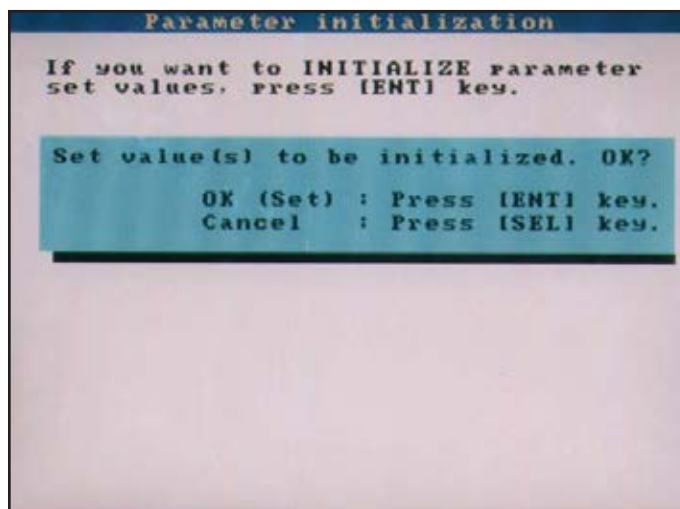 Parameter initialization
If you want to INITIALIZE parameter
set values, press [ENT] key.
Set value(s) to be initialized. OK?
OK (Set) : Press [ENT] key.
Cancel : Press [SEL] key.